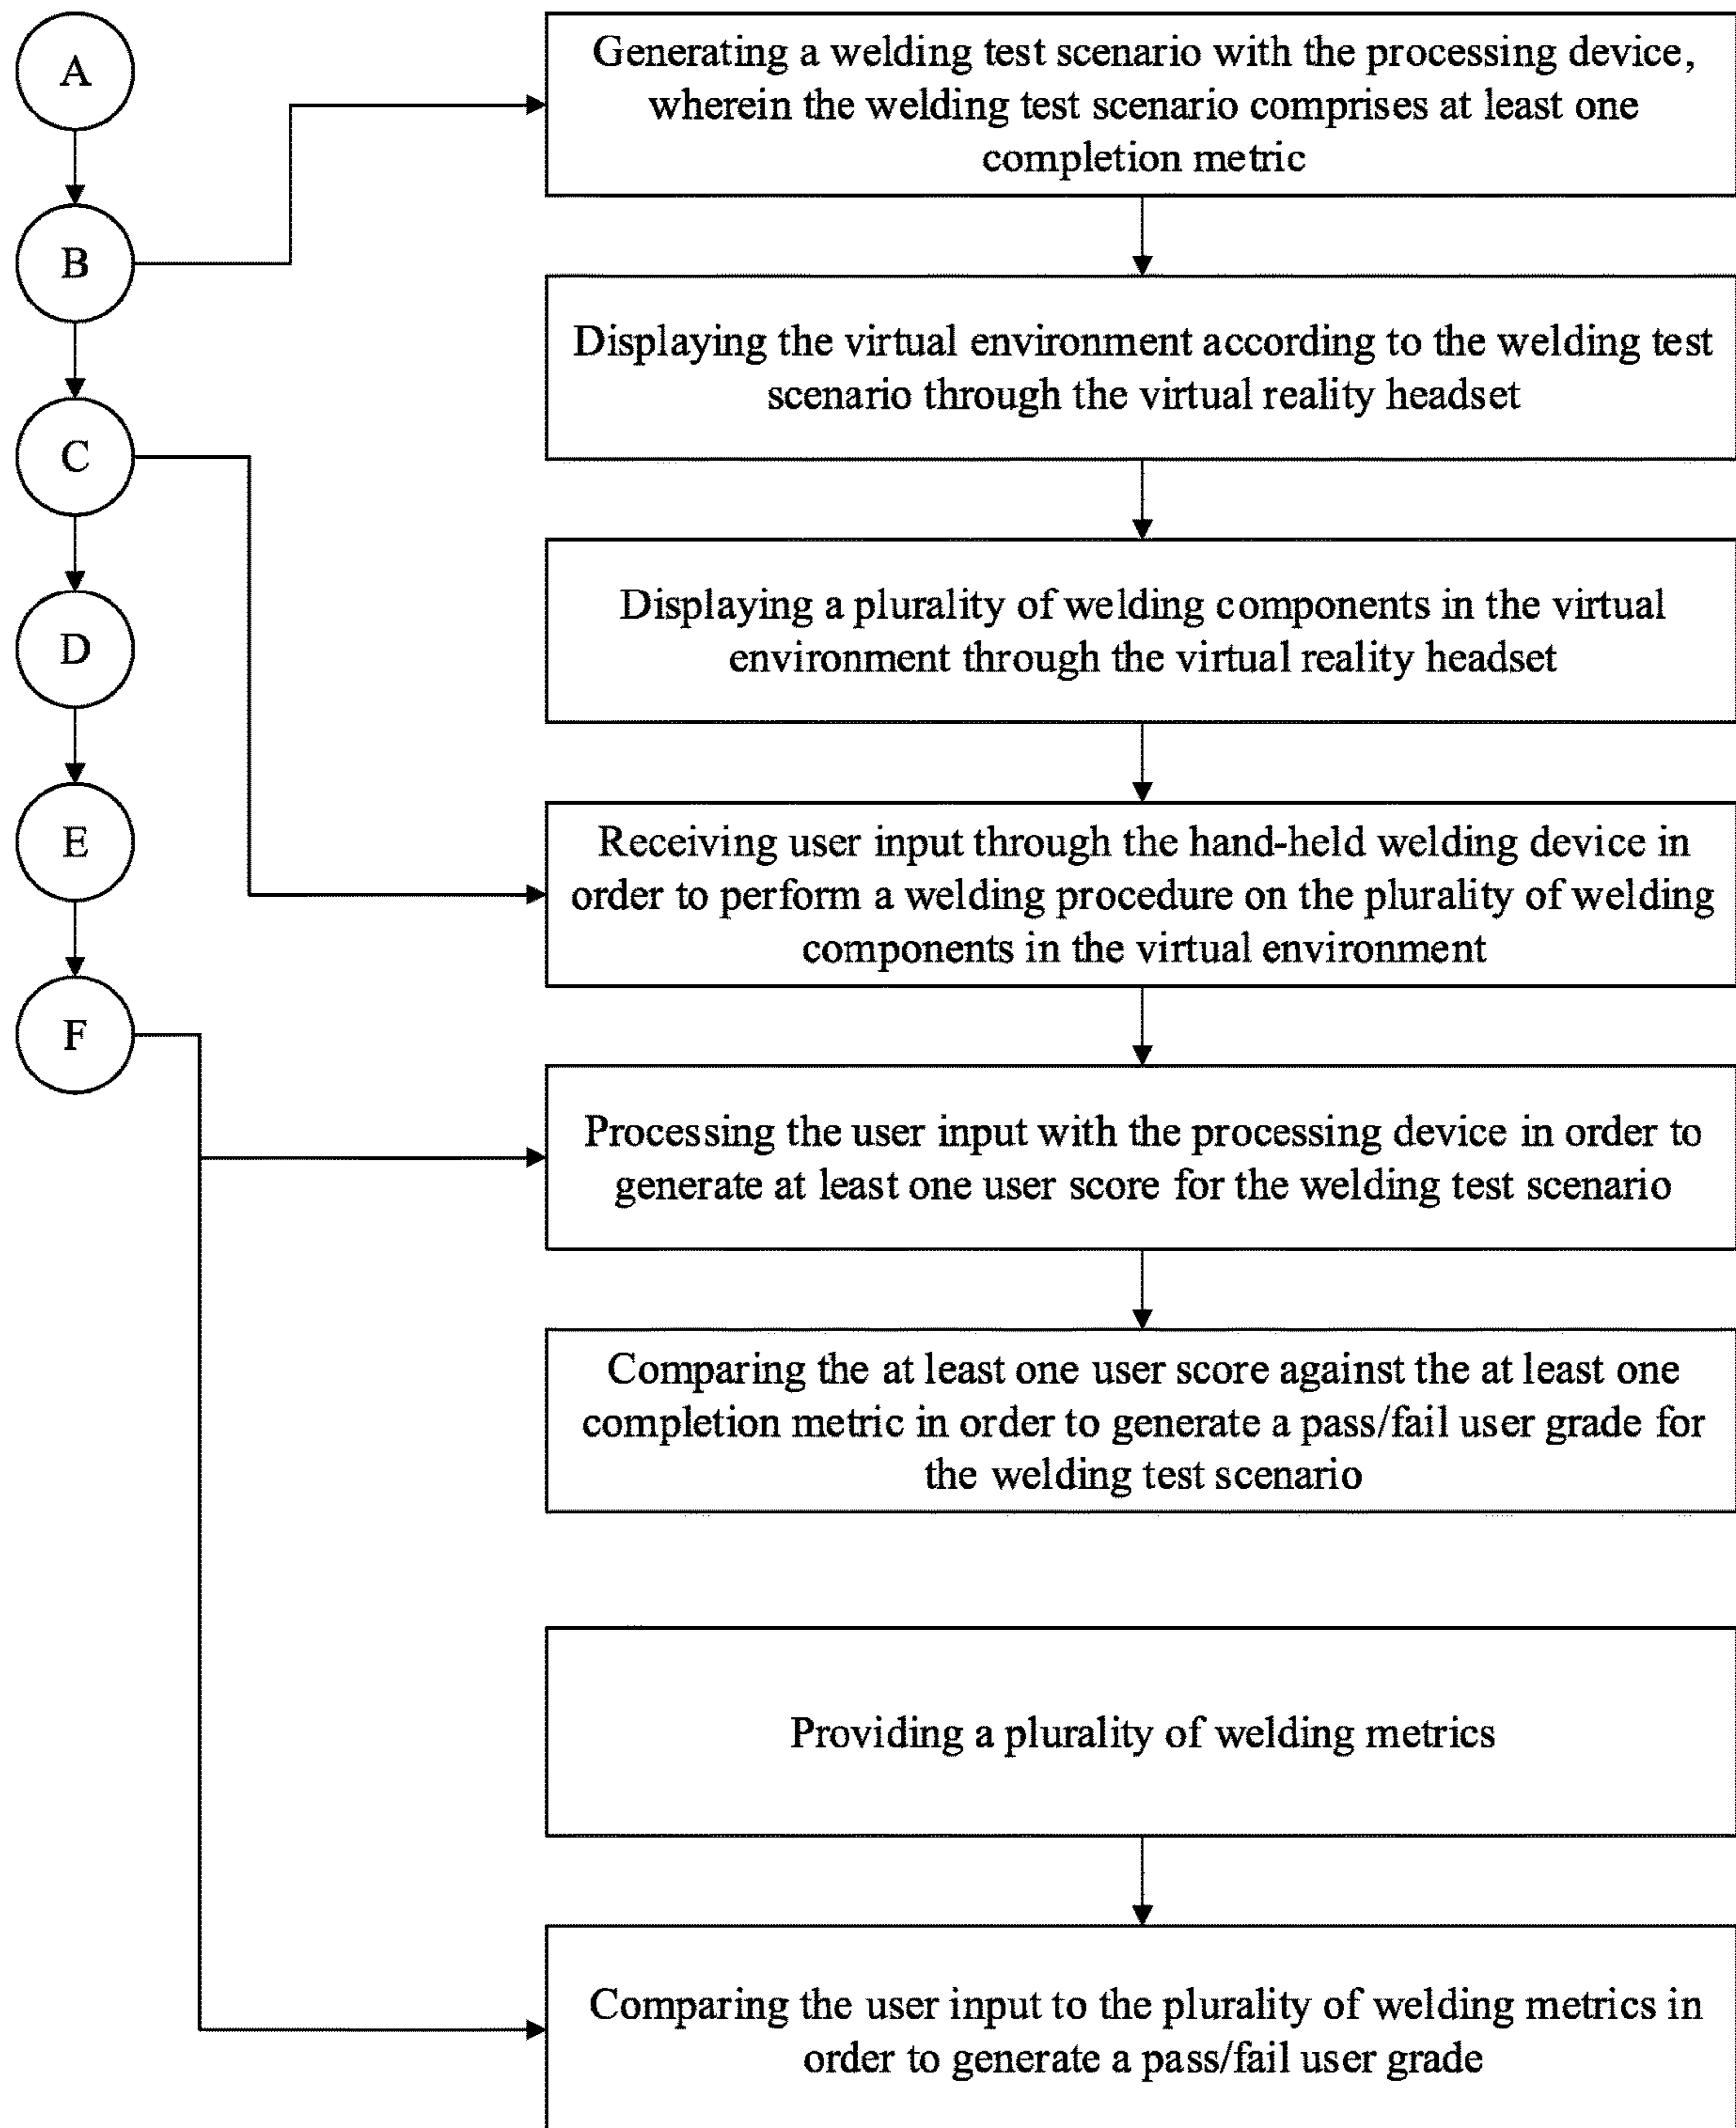 A
B
C
D
E
F
Generating a welding test scenario with the processing device,
wherein the welding test scenario comprises at least one
completion metric
Displaying the virtual environment according to the welding test
scenario through the virtual reality headset
Displaying a plurality of welding components in the virtual
environment through the virtual reality headset
Receiving user input through the hand-held welding device in
order to perform a welding procedure on the plurality of welding
components in the virtual environment
Processing the user input with the processing device in order to
generate at least one user score for the welding test scenario
Comparing the at least one user score against the at least one
completion metric in order to generate a pass/fail user grade for
the welding test scenario
Providing a plurality of welding metrics
Comparing the user input to the plurality of welding metrics in
order to generate a pass/fail user grade